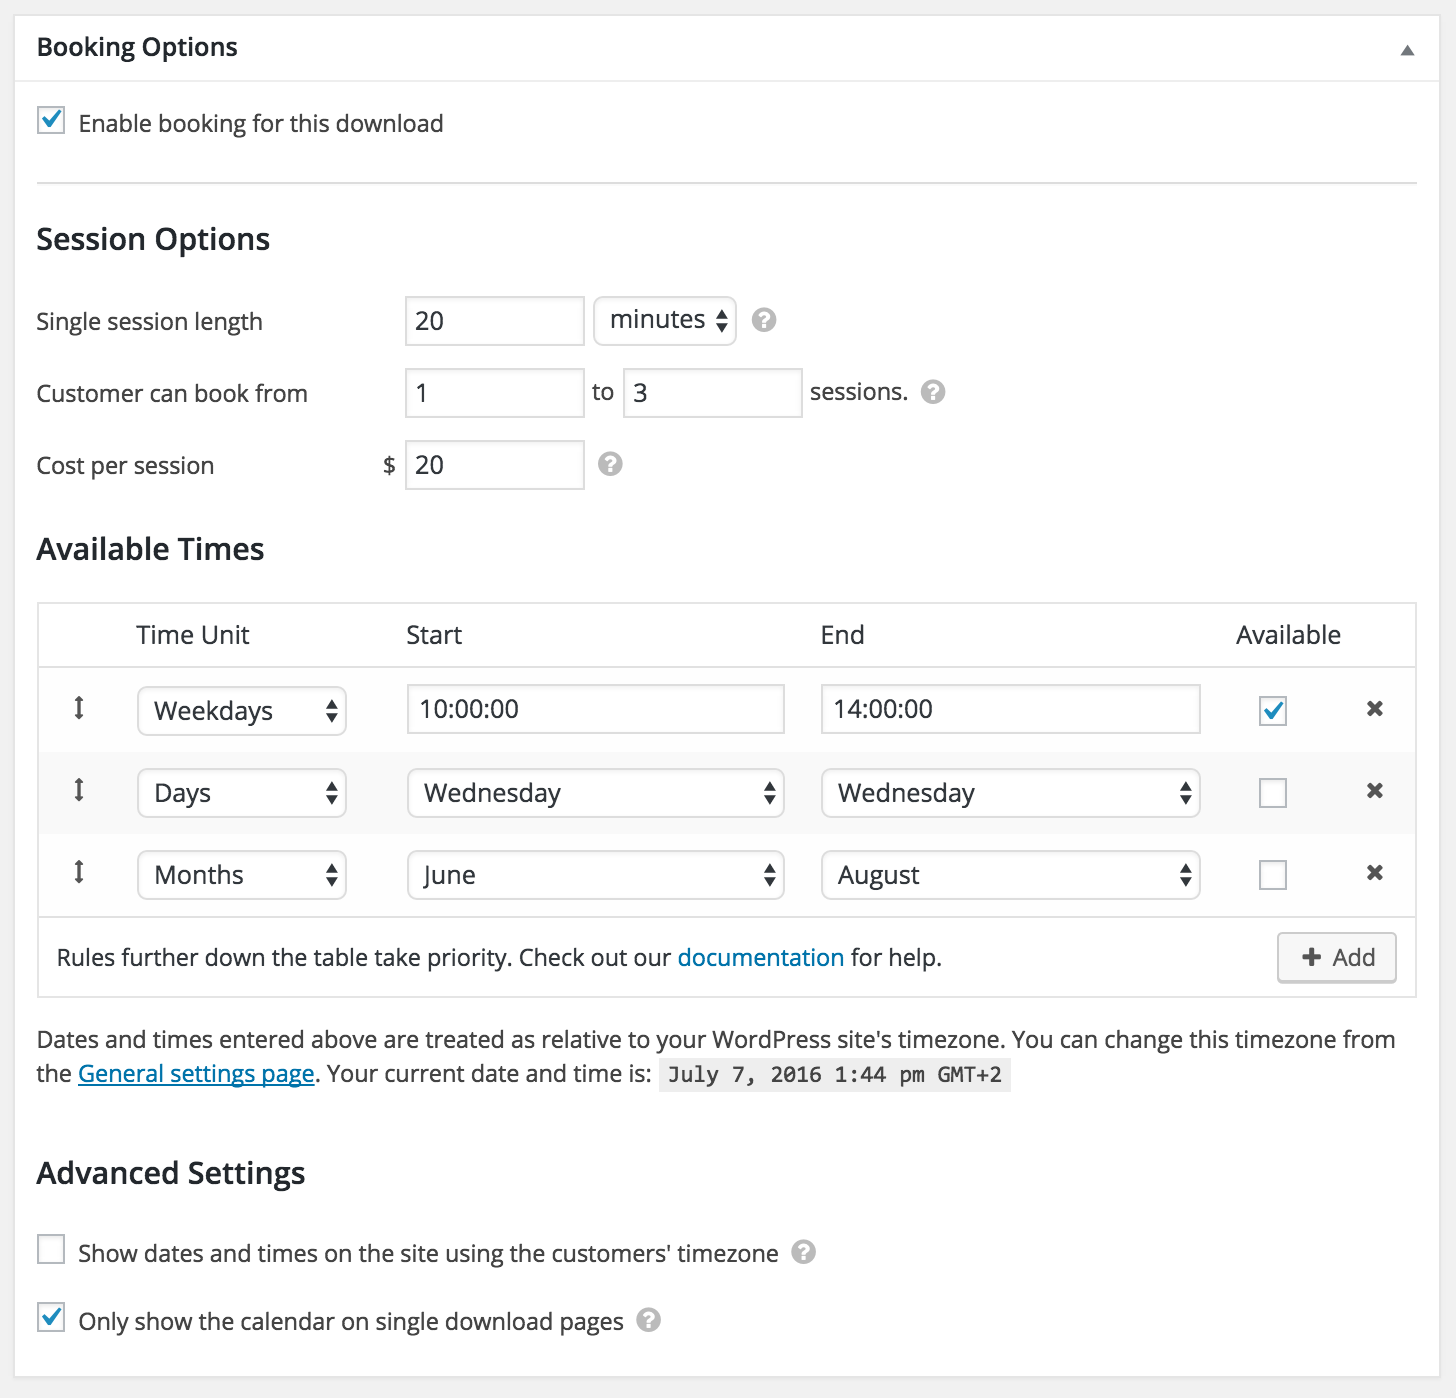 Booking Options
Enable booking for this download
Session Options
Single session length 20 minutes ?
Customer can book from 1 to 3 sessions. ?
Cost per session $ 20 ?
Available Times
Time Unit Start End Available
Weekdays 10:00:00 14:00:00
Days Wednesday Wednesday
Months June August
Rules further down the table take priority. Check out our documentation for help. + Add
Dates and times entered above are treated as relative to your WordPress site's timezone. You can change this timezone from
the General settings page. Your current date and time is: July 7, 2016 1:44 pm GMT+2
Advanced Settings
Show dates and times on the site using the customers' timezone ?
Only show the calendar on single download pages ?